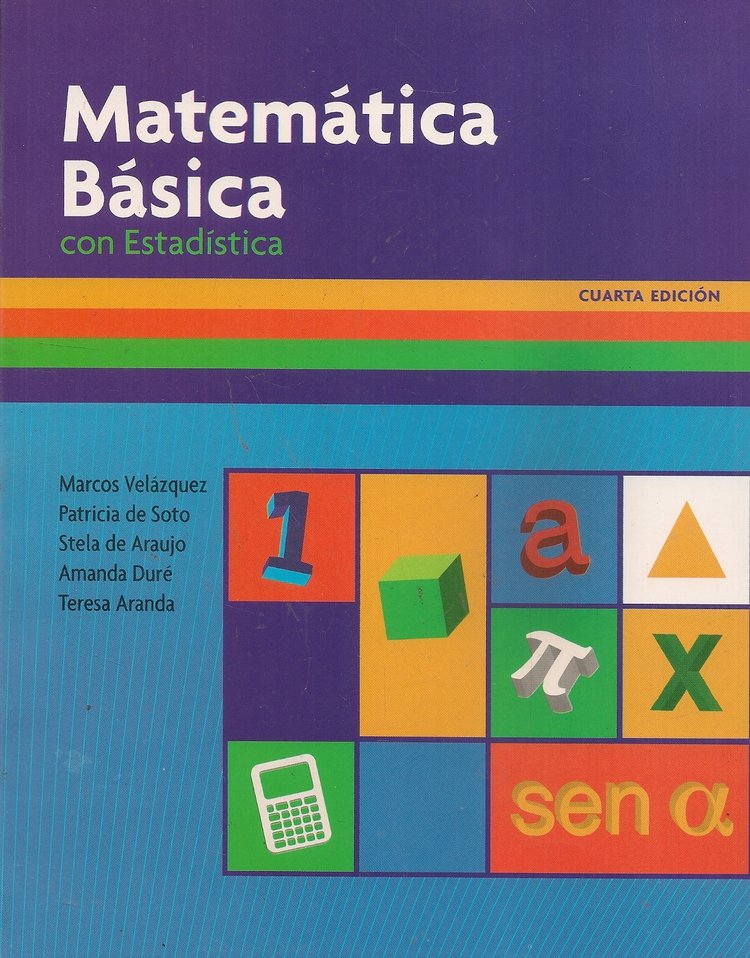 Matemática
Básica
con Estadística
CUARTA EDICIÓN
Marcos Velázquez
Patricia de Soto
Stela de Araujo
Amanda Duré
Teresa Aranda
1
a
π
x
sen α